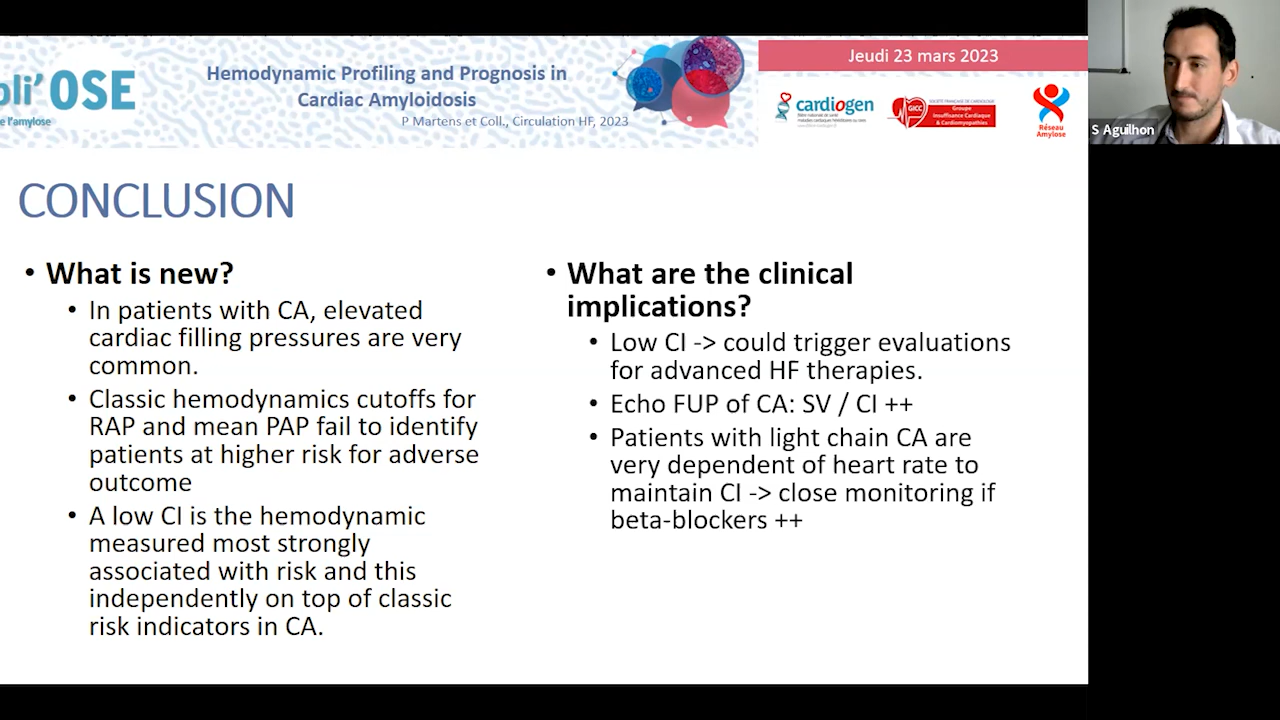 oli'OSE
e l'amylose
Hemodynamic Profiling and Prognosis in
Cardiac Amyloidosis
P Martens et Coll., Circulation HF, 2023
Jeudi 23 mars 2023
cardiogen
GICC
SOCIÉTÉ FRANÇAISE DE CARDIOLOGIE
Groupe
Insuffisance Cardiaque
& Cardiomyopathies
Réseau
Amylose
S Aguilhon
CONCLUSION
• What is new?
• In patients with CA, elevated
cardiac filling pressures are very
common.
• Classic hemodynamics cutoffs for
RAP and mean PAP fail to identify
patients at higher risk for adverse
outcome
• A low CI is the hemodynamic
measured most strongly
associated with risk and this
independently on top of classic
risk indicators in CA.
• What are the clinical
implications?
• Low CI -> could trigger evaluations
for advanced HF therapies.
• Echo FUP of CA: SV / CI ++
• Patients with light chain CA are
very dependent of heart rate to
maintain CI -> close monitoring if
beta-blockers ++